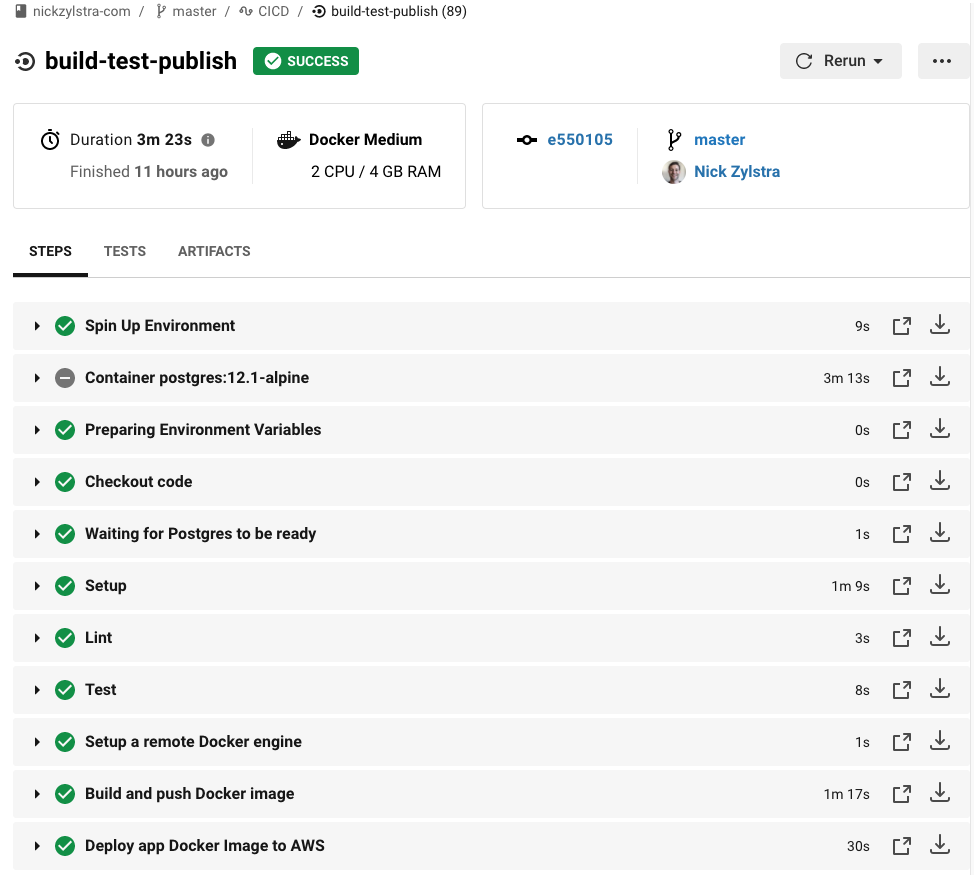 nickzylstra-com / master / CICD / build-test-publish (89)
build-test-publish SUCCESS Rerun
Duration 3m 23s Docker Medium e550105 master
Finished 11 hours ago 2 CPU / 4 GB RAM Nick Zylstra
STEPS TESTS ARTIFACTS
Spin Up Environment 9s
Container postgres:12.1-alpine 3m 13s
Preparing Environment Variables 0s
Checkout code 0s
Waiting for Postgres to be ready 1s
Setup 1m 9s
Lint 3s
Test 8s
Setup a remote Docker engine 1s
Build and push Docker image 1m 17s
Deploy app Docker Image to AWS 30s